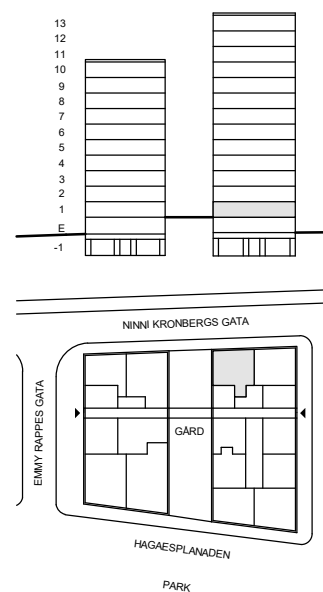 13
12
11
10
9
8
7
6
5
4
3
2
1
E
-1
NINNI KRONBERGS GATA
EMMY RAPPES GATA
GÅRD
HAGAESPLANADEN
PARK